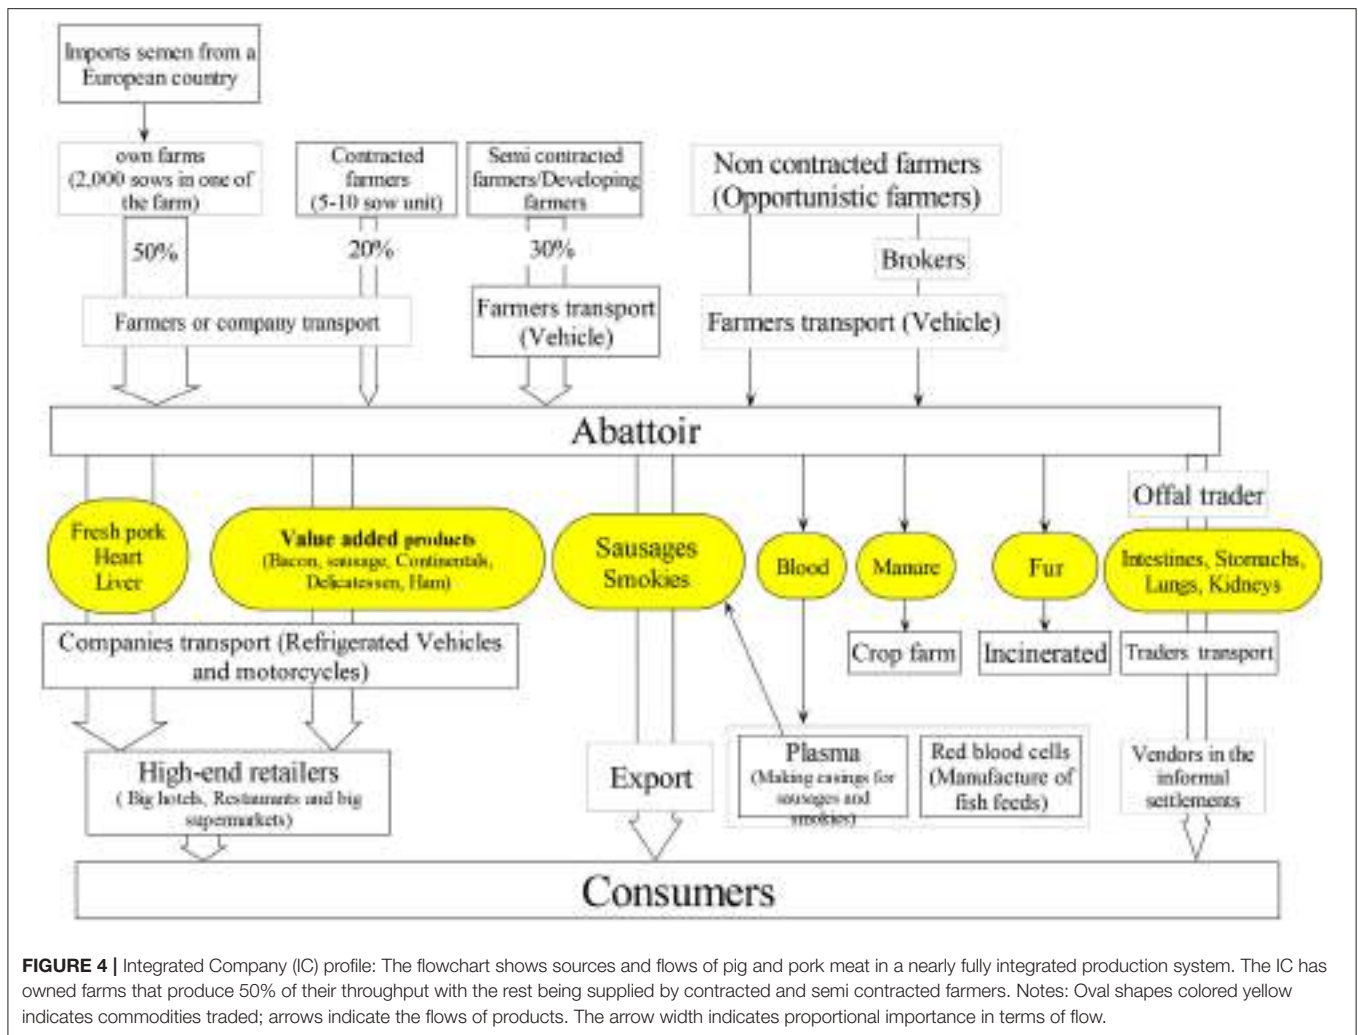 Imports semen from a
European country
own farms
(2,000 sows in one of
the farm)
Contracted
farmers
(5-10 sow unit)
Semi contracted
farmers/Developing
farmers
Non contracted farmers
(Opportunistic farmers)
50%
20%
30%
Brokers
Farmers or company transport
Farmers transport
(Vehicle)
Farmers transport (Vehicle)
Abattoir
Offal trader
Fresh pork
Heart
Liver
Value added products
(Bacon, sausage, Continentals,
Delicatessen, Ham)
Sausages
Smokies
Blood
Manure
Fur
Intestines, Stomachs,
Lungs, Kidneys
Companies transport (Refrigerated Vehicles
and motorcycles)
Crop farm
Incinerated
Traders transport
High-end retailers
( Big hotels, Restaurants and big
supermarkets)
Export
Plasma
(Making casings for
sausages and
smokies)
Red blood cells
(Manufacture of
fish feeds)
Vendors in the
informal
settlements
Consumers
FIGURE 4 | Integrated Company (IC) profile: The flowchart shows sources and flows of pig and pork meat in a nearly fully integrated production system. The IC has
owned farms that produce 50% of their throughput with the rest being supplied by contracted and semi contracted farmers. Notes: Oval shapes colored yellow
indicates commodities traded; arrows indicate the flows of products. The arrow width indicates proportional importance in terms of flow.